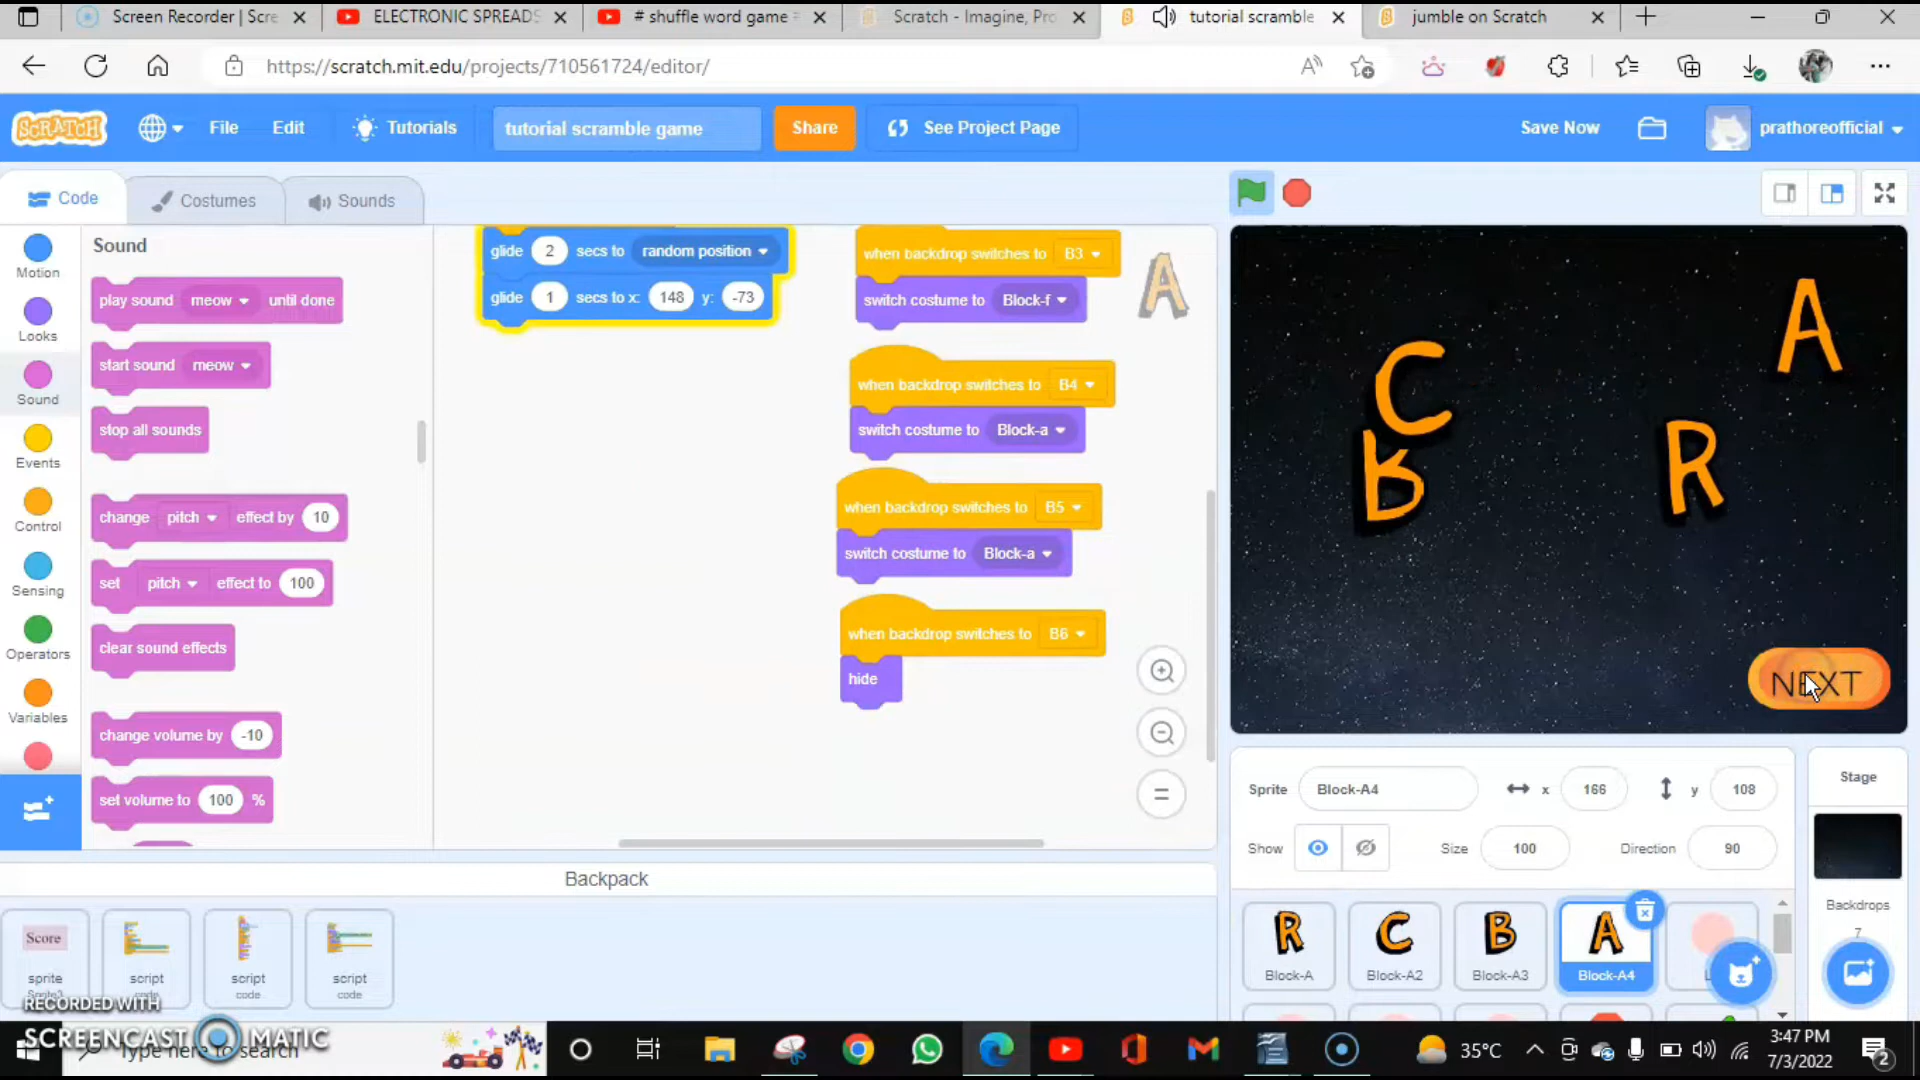 Screen Recorder | Scre
ELECTRONIC SPREADS
# shuffle word game
Scratch - Imagine, Pro
tutorial scramble
jumble on Scratch
https://scratch.mit.edu/projects/710561724/editor/
SCRATCH
File
Edit
Tutorials
tutorial scramble game
Share
See Project Page
Save Now
prathoreofficial
Code
Costumes
Sounds
Motion
Looks
Sound
Events
Control
Sensing
Operators
Variables
Sound
play sound meow until done
start sound meow
stop all sounds
change pitch effect by 10
set pitch effect to 100
clear sound effects
change volume by -10
set volume to 100 %
glide 2 secs to random position
glide 1 secs to x: 148 y: -73
when backdrop switches to B3
switch costume to Block-f
when backdrop switches to B4
switch costume to Block-a
when backdrop switches to B5
switch costume to Block-a
when backdrop switches to B6
hide
A
C
B
R
NEXT
Sprite Block-A4 x 166 y 108
Show Size 100 Direction 90
Block-A
Block-A2
Block-A3
Block-A4
Stage
Backdrops
7
Backpack
Score
sprite
script
code
script
code
script
code
RECORDED WITH
SCREENCAST MATIC
Type here to search
35°C
3:47 PM
7/3/2022
2